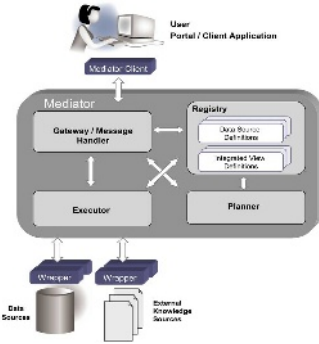 User
Portal / Client Application
Mediator Client
Mediator
Gateway / Message
Handler
Registry
Data Source
Definitions
Integrated View
Definitions
Executor
Planner
Wrapper
Wrapper
Data
Sources
External
Knowledge
Sources